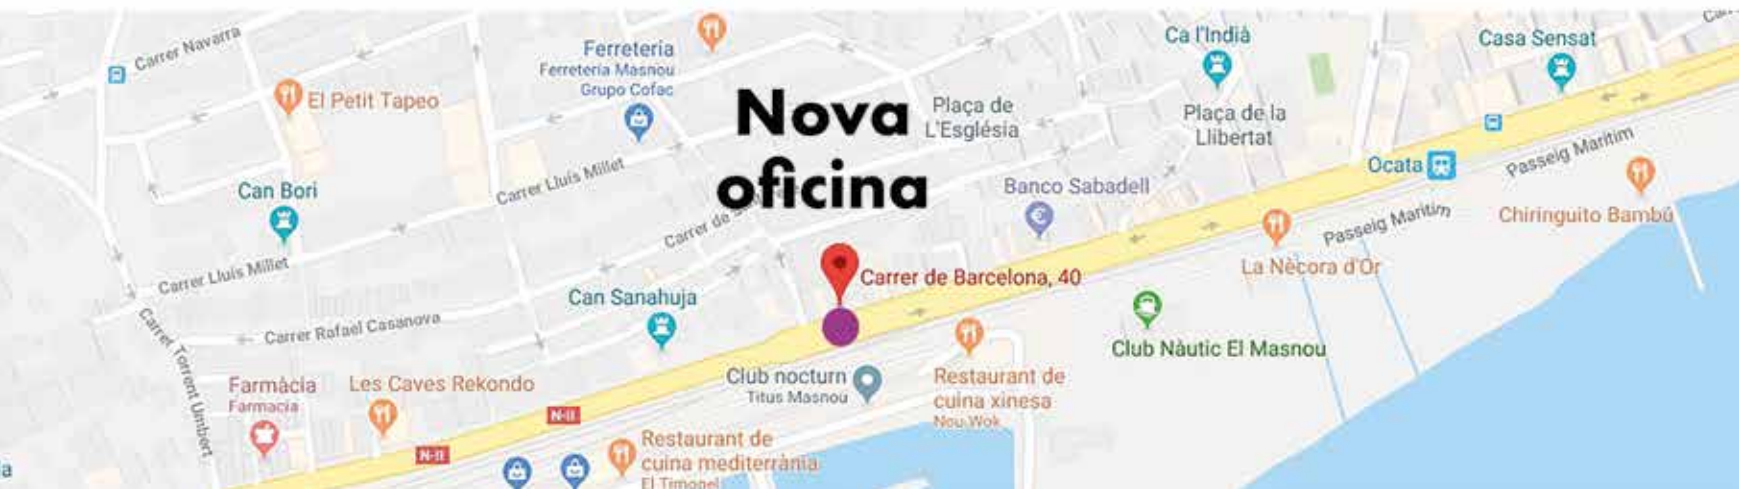 Carrer Navarra
El Petit Tapeo
Can Bori
Carrer Lluís Millet
Carrer Rafael Casanova
Carrer Torrent Umbert
Farmàcia
Farmacia
Les Caves Rekondo
N-II
N-II
Ferreteria
Ferreteria Masnou
Grupo Cofac
Carrer Lluís Millet
Nova
oficina
Carrer de
Can Sanahuja
Carrer de Barcelona, 40
Club nocturn
Titus Masnou
Restaurant de
cuina mediterrània
El Timonel
Restaurant de
cuina xinesa
Nou Wok
Plaça de
L'Església
Banco Sabadell
Ca l'Indià
Plaça de la
Llibertat
Casa Sensat
Ocata
Passeig Marítim
Passeig Marítim
La Nècora d'Or
Chiringuito Bambú
Club Nàutic El Masnou